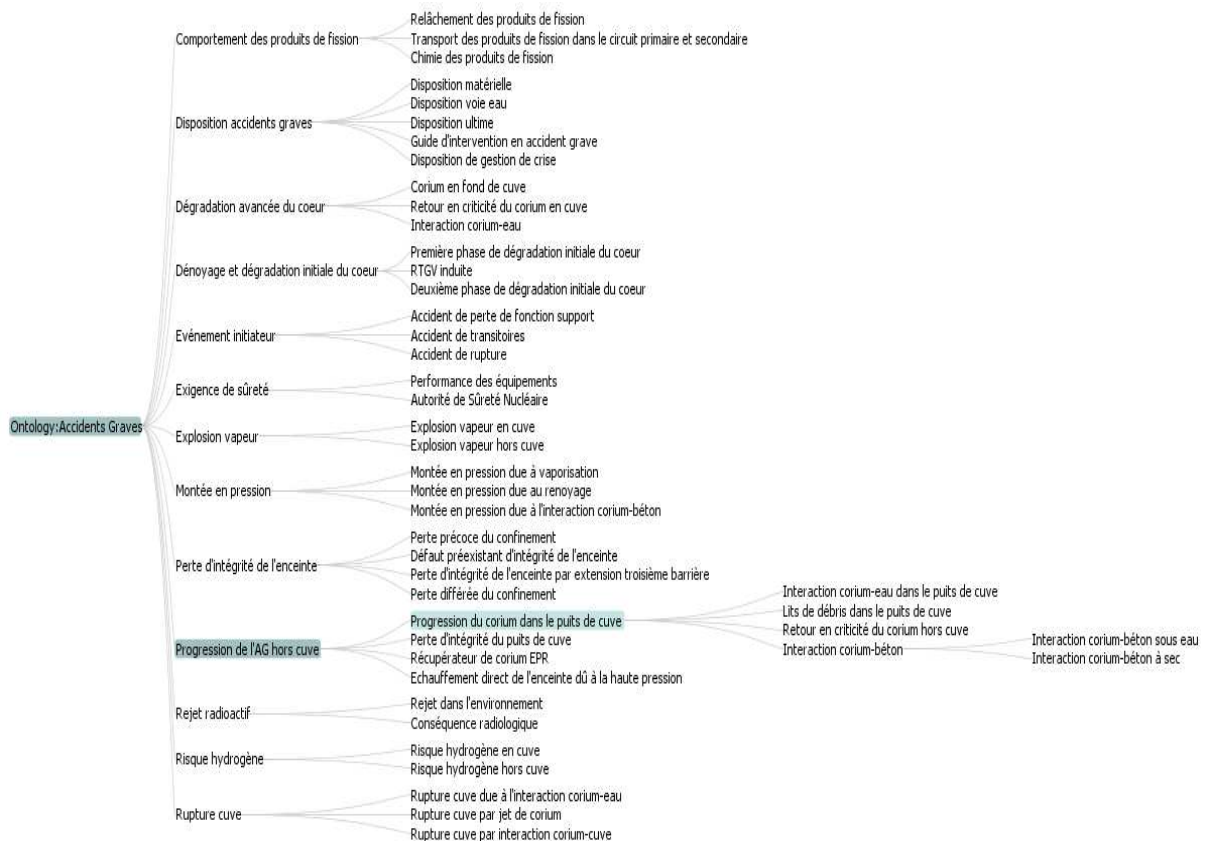 Ontology:Accidents Graves
Comportement des produits de fission
Relâchement des produits de fission
Transport des produits de fission dans le circuit primaire et secondaire
Chimie des produits de fission
Disposition accidents graves
Disposition matérielle
Disposition voie eau
Disposition ultime
Guide d'intervention en accident grave
Disposition de gestion de crise
Dégradation avancée du coeur
Corium en fond de cuve
Retour en criticité du corium en cuve
Interaction corium-eau
Dénoyage et dégradation initiale du coeur
Première phase de dégradation initiale du coeur
RTGV induite
Deuxième phase de dégradation initiale du coeur
Evénement initiateur
Accident de perte de fonction support
Accident de transitoires
Accident de rupture
Exigence de sûreté
Performance des équipements
Autorité de Sûreté Nucléaire
Explosion vapeur
Explosion vapeur en cuve
Explosion vapeur hors cuve
Montée en pression
Montée en pression due à vaporisation
Montée en pression due au renoyage
Montée en pression due à l'interaction corium-béton
Perte d'intégrité de l'enceinte
Perte précoce du confinement
Défaut préexistant d'intégrité de l'enceinte
Perte d'intégrité de l'enceinte par extension troisième barrière
Perte différée du confinement
Progression de l'AG hors cuve
Progression du corium dans le puits de cuve
Interaction corium-eau dans le puits de cuve
Lits de débris dans le puits de cuve
Retour en criticité du corium hors cuve
Interaction corium-béton
Interaction corium-béton sous eau
Interaction corium-béton à sec
Perte d'intégrité du puits de cuve
Récupérateur de corium EPR
Echauffement direct de l'enceinte dû à la haute pression
Rejet radioactif
Rejet dans l'environnement
Conséquence radiologique
Risque hydrogène
Risque hydrogène en cuve
Risque hydrogène hors cuve
Rupture cuve
Rupture cuve due à l'interaction corium-eau
Rupture cuve par jet de corium
Rupture cuve par interaction corium-cuve